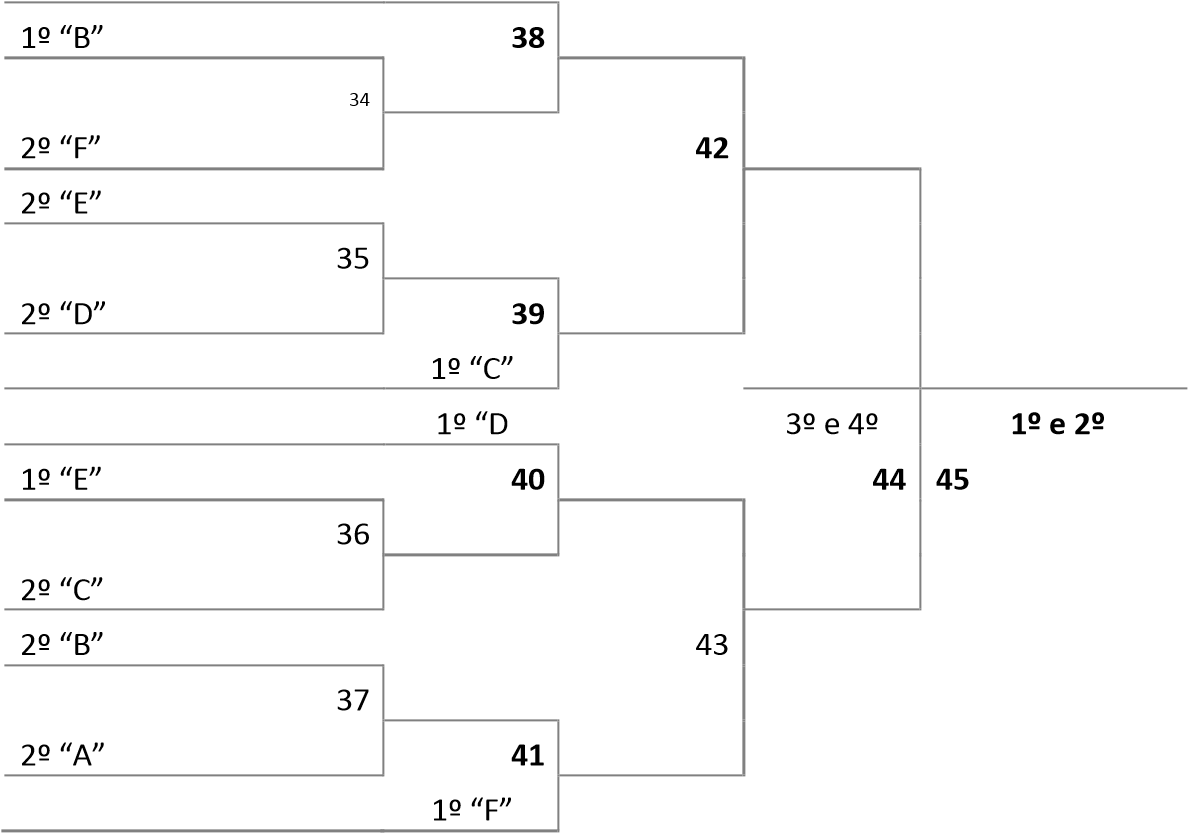 1º “B” 38
34
2º “F” 42
2º “E”
35
2º “D” 39
1º “C”
1º “D 3º e 4º 1º e 2º
1º “E” 40 44 45
36
2º “C”
2º “B” 43
37
2º “A” 41
1º “F”